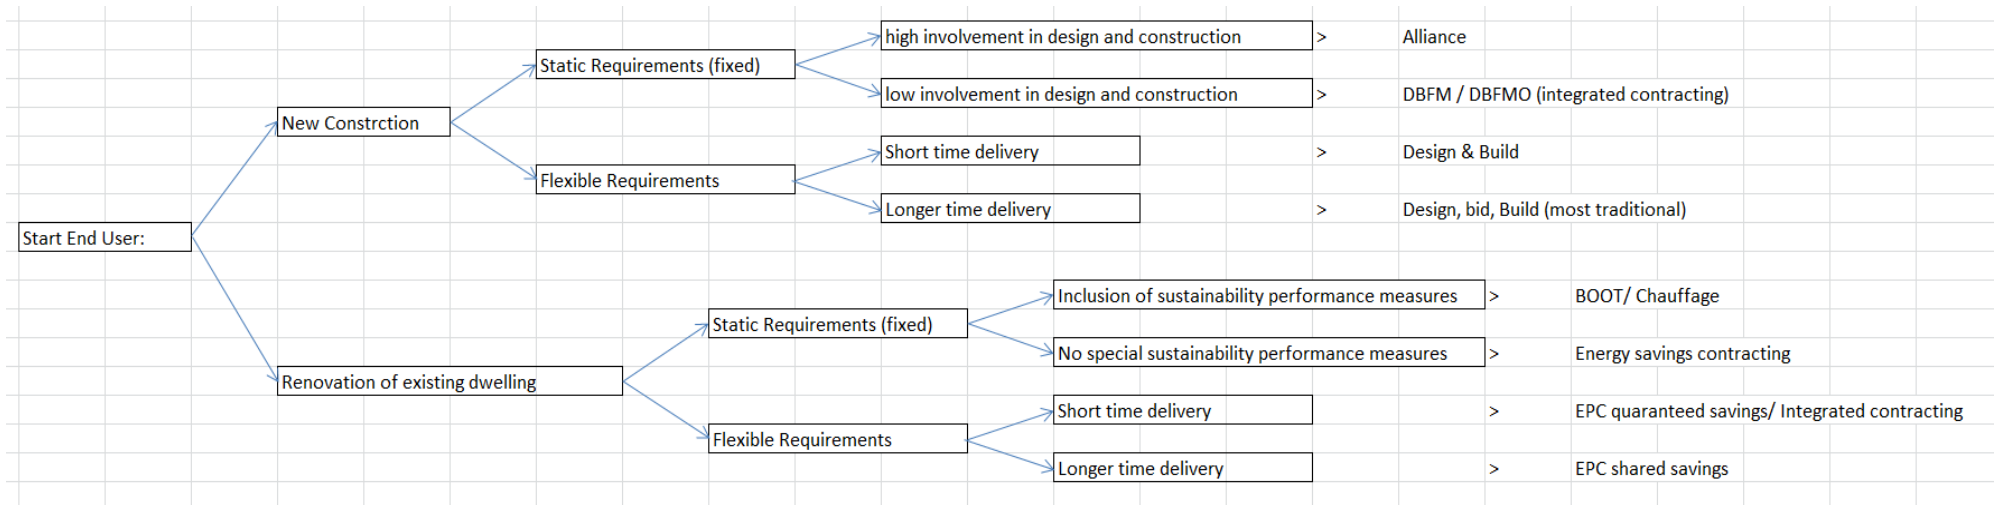 high involvement in design and construction > Alliance
Static Requirements (fixed)
low involvement in design and construction > DBFM / DBFMO (integrated contracting)
New Constrction
Short time delivery > Design & Build
Flexible Requirements
Longer time delivery > Design, bid, Build (most traditional)
Start End User:
Inclusion of sustainability performance measures > BOOT/ Chauffage
Static Requirements (fixed)
No special sustainability performance measures > Energy savings contracting
Renovation of existing dwelling
Short time delivery > EPC quaranteed savings/ Integrated contracting
Flexible Requirements
Longer time delivery > EPC shared savings